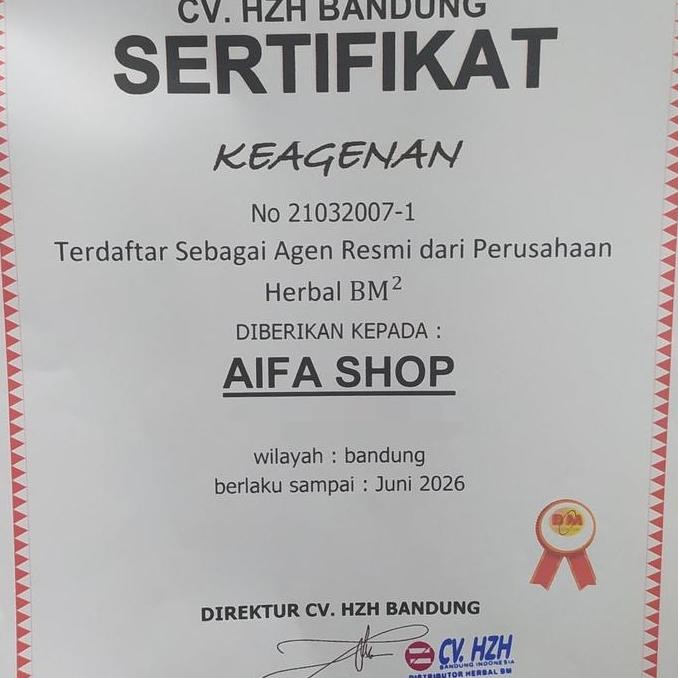 CV. HZH BANDUNG
SERTIFIKAT
KEAGENAN
No 21032007-1
Terdaftar Sebagai Agen Resmi dari Perusahaan
Herbal BM²
DIBERIKAN KEPADA :
AIFA SHOP
wilayah : bandung
berlaku sampai : Juni 2026
BM
DIREKTUR CV. HZH BANDUNG
CV. HZH
BANDUNG INDONESIA
DISTRIBUTOR HERBAL BM